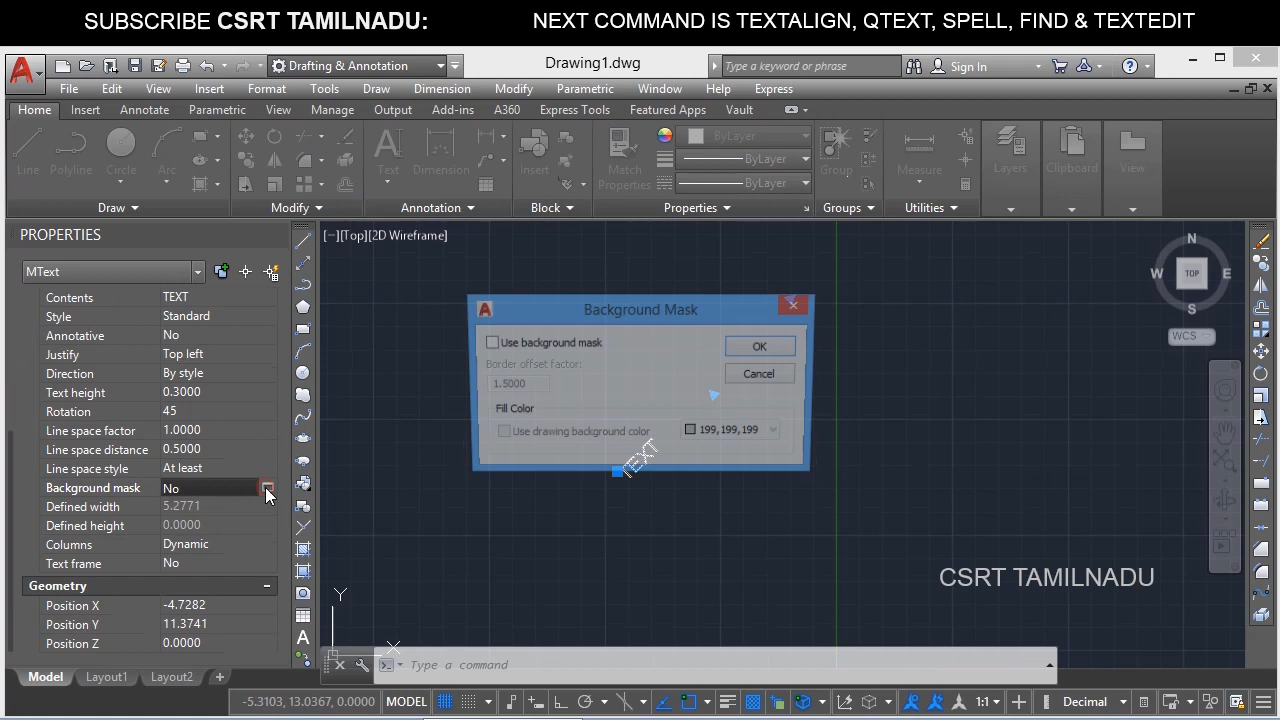 SUBSCRIBE CSRT TAMILNADU:
NEXT COMMAND IS TEXTALIGN, QTEXT, SPELL, FIND & TEXTEDIT
A
Drafting & Annotation
Drawing1.dwg
Type a keyword or phrase
Sign In
File Edit View Insert Format Tools Draw Dimension Modify Parametric Window Help Express
Home Insert Annotate Parametric View Manage Output Add-ins A360 Express Tools Featured Apps Vault
Line Polyline Circle Arc
Text Dimension
Insert
Match Properties
ByLayer
ByLayer
ByLayer
Group
Measure
Layers
Clipboard
View
Draw Modify Annotation Block Properties Groups Utilities
PROPERTIES
MText
Contents TEXT
Style Standard
Annotative No
Justify Top left
Direction By style
Text height 0.3000
Rotation 45
Line space factor 1.0000
Line space distance 0.5000
Line space style At least
Background mask No
Defined width 5.2771
Defined height 0.0000
Columns Dynamic
Text frame No
Geometry
Position X -4.7282
Position Y 11.3741
Position Z 0.0000
[−][Top][2D Wireframe]
Background Mask
Use background mask
OK
Border offset factor:
Cancel
1.5000
Fill Color
Use drawing background color
199,199,199
TEXT
N
W TOP E
S
WCS
CSRT TAMILNADU
Y
X
Type a command
Model Layout1 Layout2 +
-5.3103, 13.0367, 0.0000 MODEL 1:1 Decimal